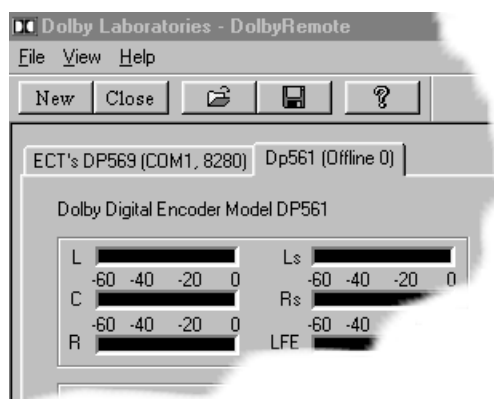 Dolby Laboratories - DolbyRemote
File View Help
New Close
ECT's DP569 (COM1, 8280) Dp561 (Offline 0)
Dolby Digital Encoder Model DP561
L Ls
-60 -40 -20 0 -60 -40 -20 0
C Rs
-60 -40 -20 0 -60 -40
R LFE